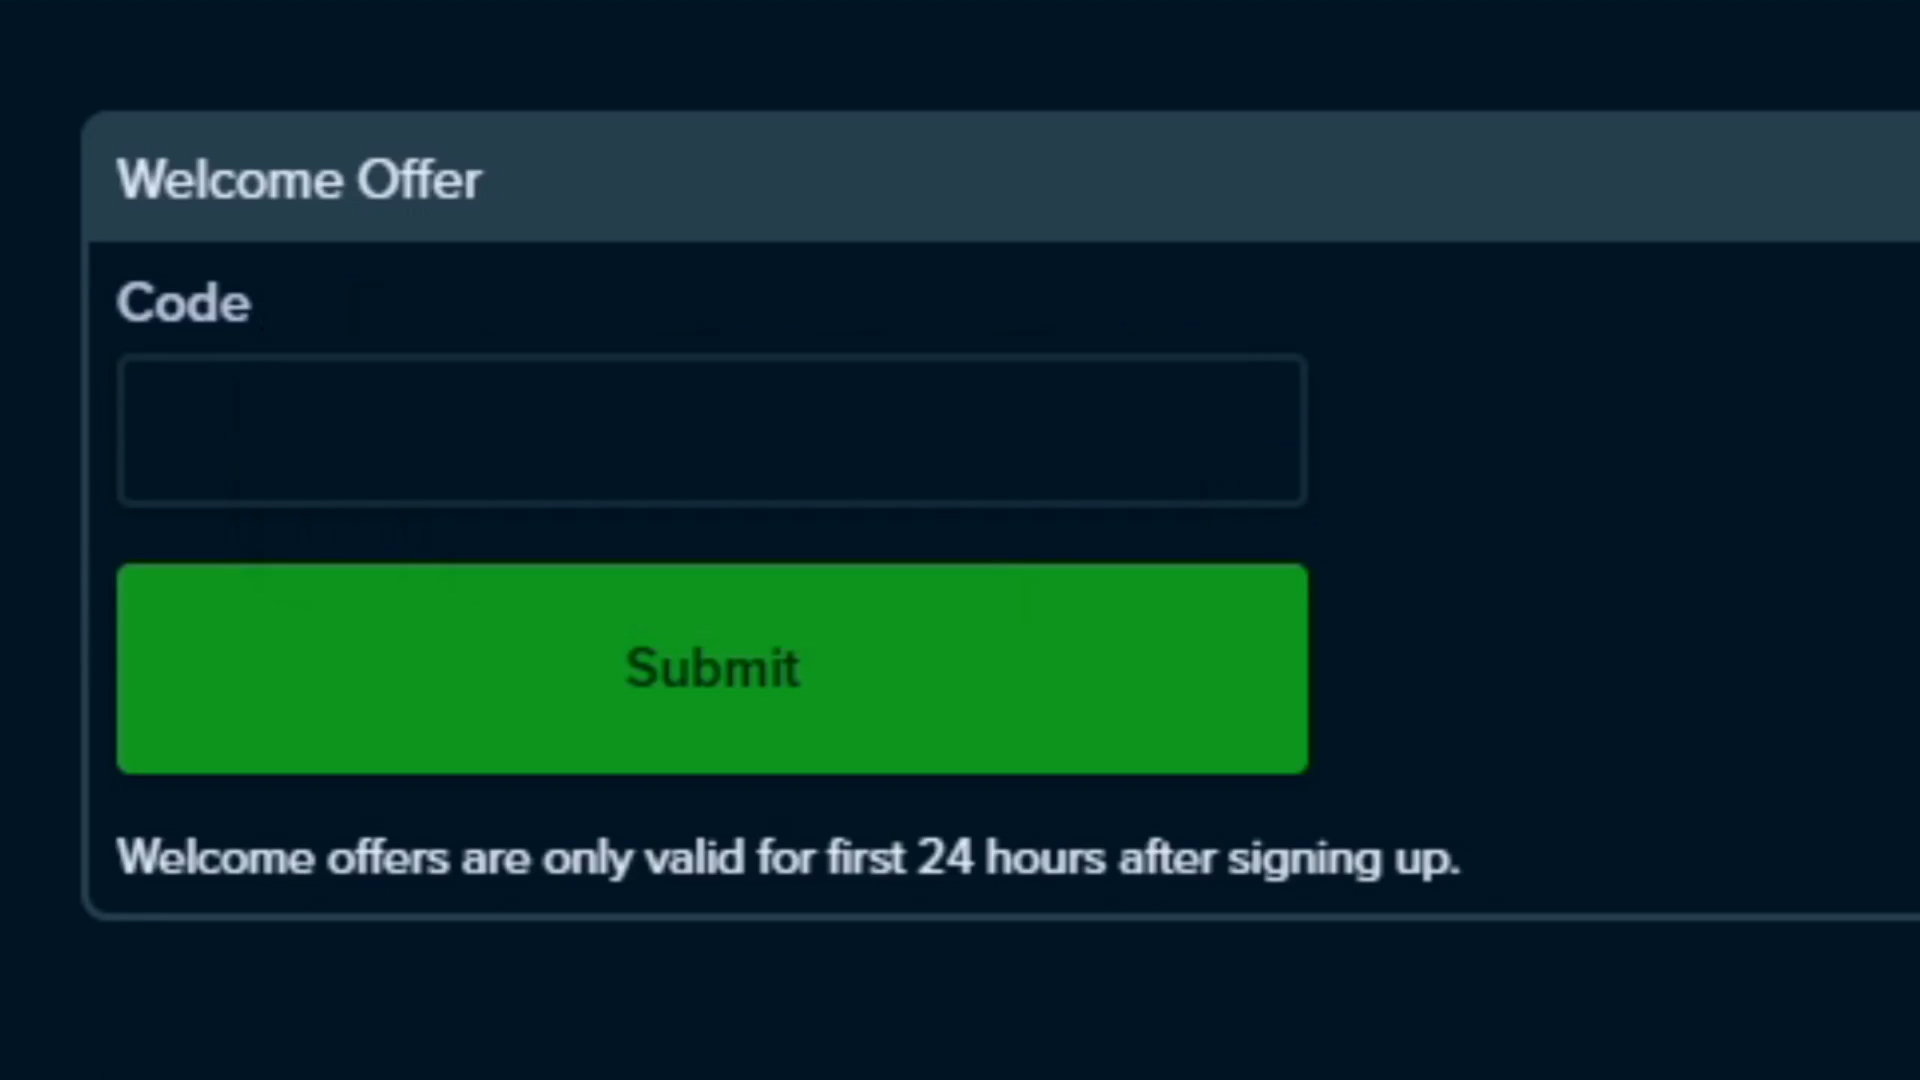 Welcome Offer
Code
Submit
Welcome offers are only valid for first 24 hours after signing up.